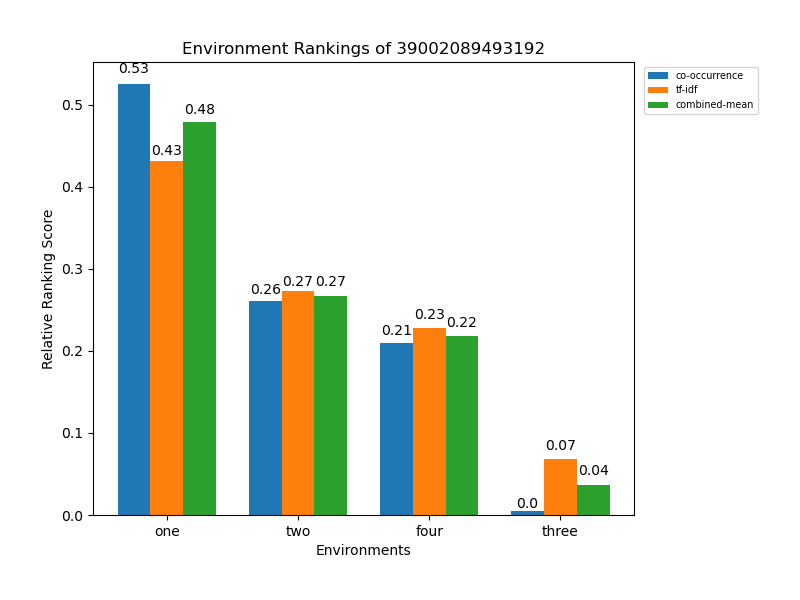 Environment Rankings of 39002089493192
co-occurrence
tf-idf
combined-mean
Relative Ranking Score
0.5
0.4
0.3
0.2
0.1
0.0
0.53
0.43
0.48
0.26
0.27
0.27
0.21
0.23
0.22
0.0
0.07
0.04
one two four three
Environments